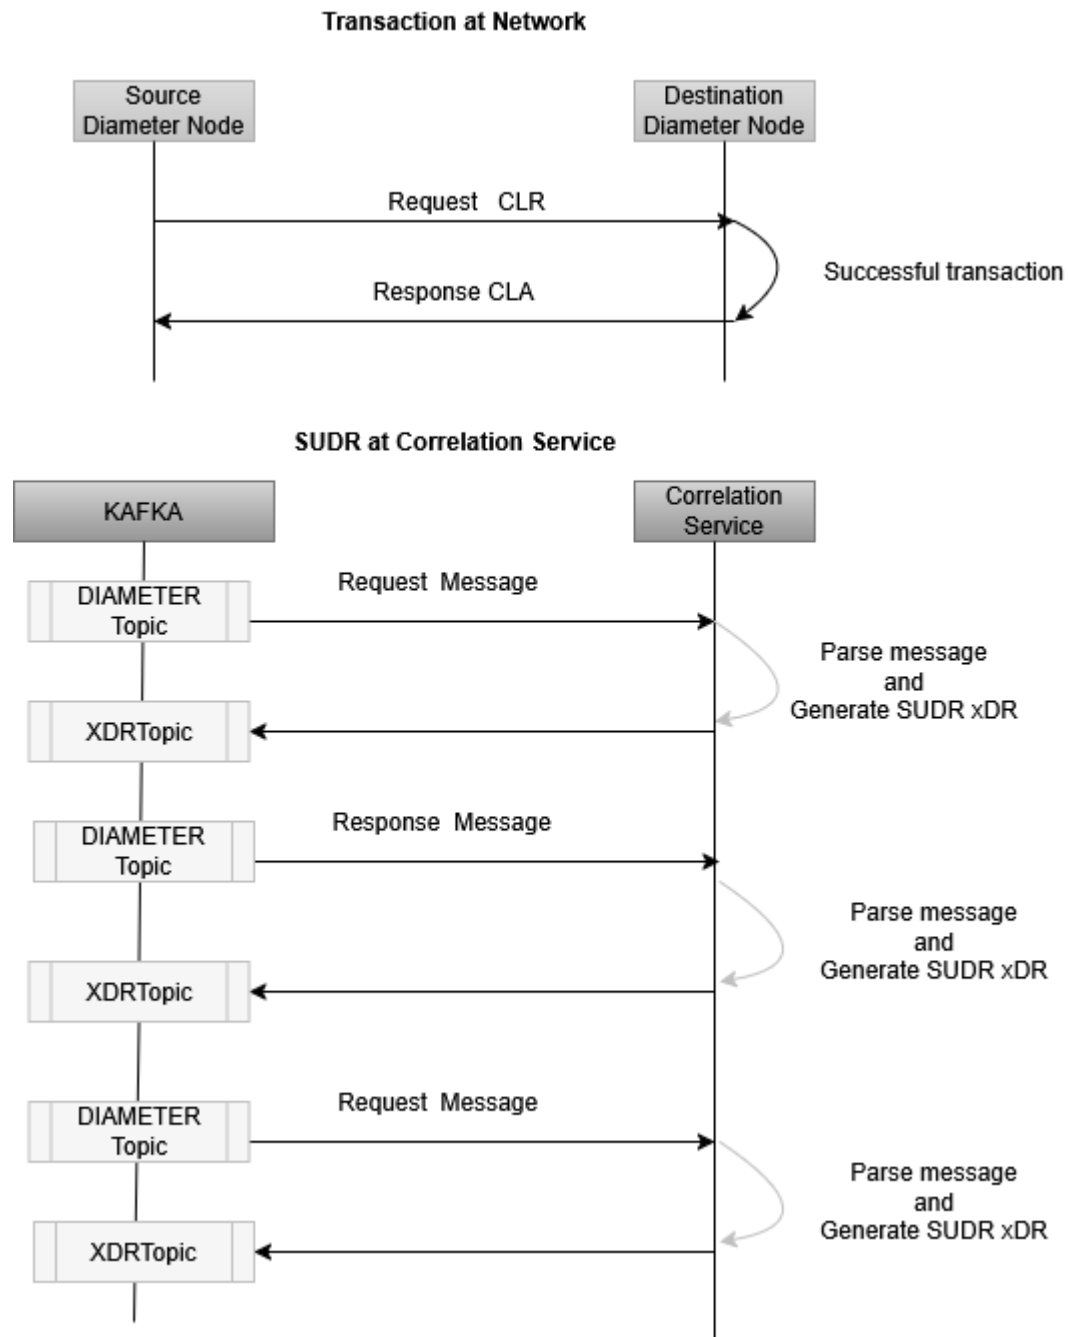 Transaction at Network
Source
Diameter Node
Destination
Diameter Node
Request CLR
Successful transaction
Response CLA
SUDR at Correlation Service
KAFKA
Correlation
Service
DIAMETER
Topic
Request Message
Parse message
and
Generate SUDR xDR
XDRTopic
DIAMETER
Topic
Response Message
Parse message
and
Generate SUDR xDR
XDRTopic
DIAMETER
Topic
Request Message
Parse message
and
Generate SUDR xDR
XDRTopic